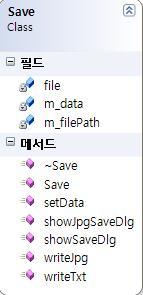 Save
Class
필드
file
m_data
m_filePath
메서드
~Save
Save
setData
showJpgSaveDlg
showSaveDlg
writeJpg
writeTxt